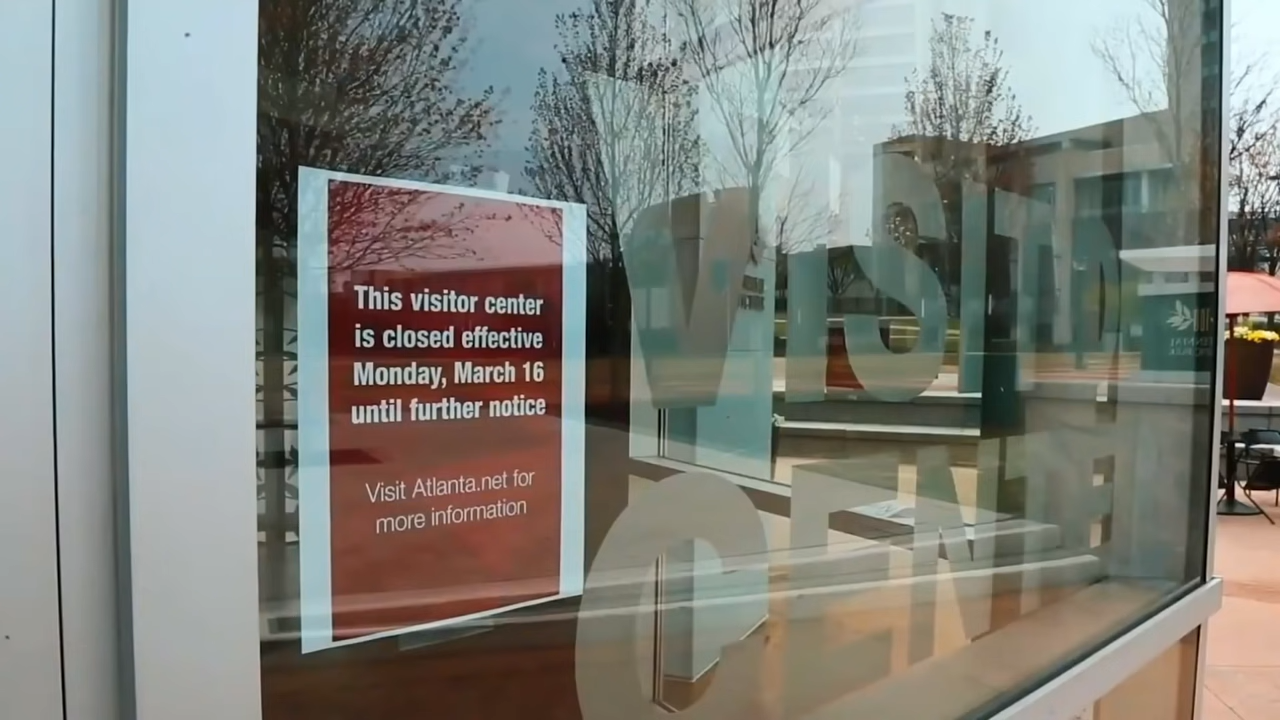 This visitor center
is closed effective
Monday, March 16
until further notice
Visit Atlanta.net for
more information
VISITOR
CENTE